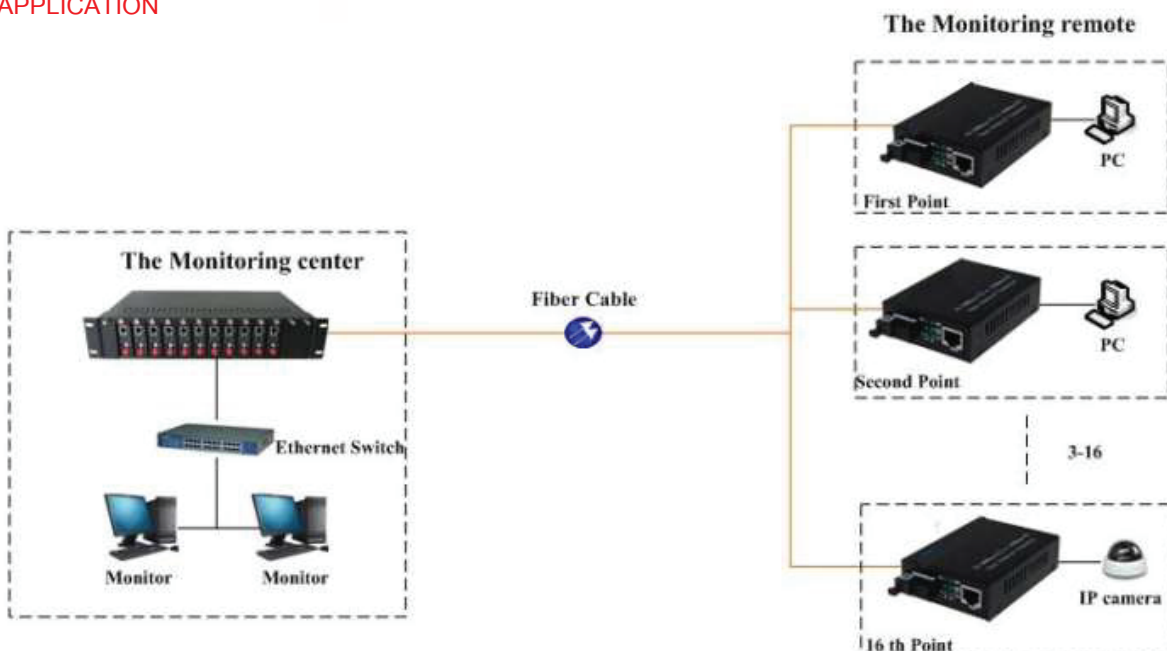 APPLICATION
The Monitoring remote
PC
First Point
The Monitoring center
Fiber Cable
PC
Second Point
Ethernet Switch
3-16
Monitor
Monitor
IP camera
16 th Point